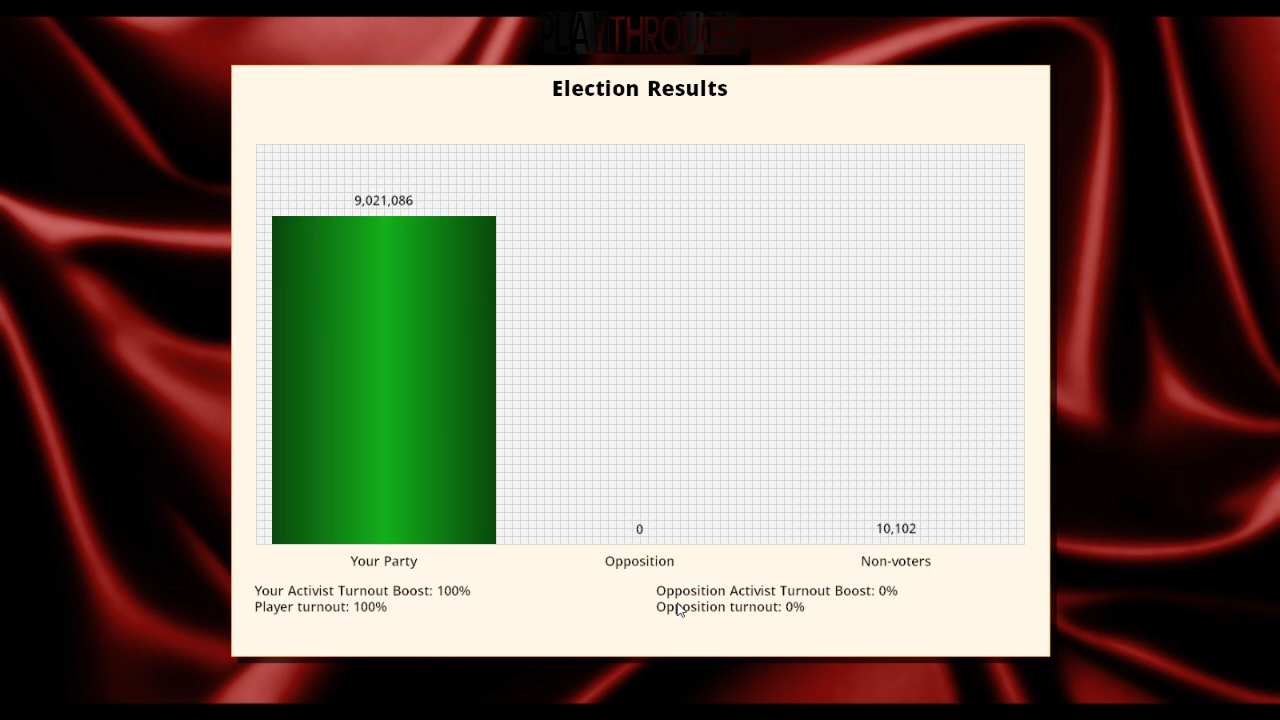 PLAYTHROUGH
Election Results
9,021,086
0
10,102
Your Party
Opposition
Non-voters
Your Activist Turnout Boost: 100%
Opposition Activist Turnout Boost: 0%
Player turnout: 100%
Opposition turnout: 0%